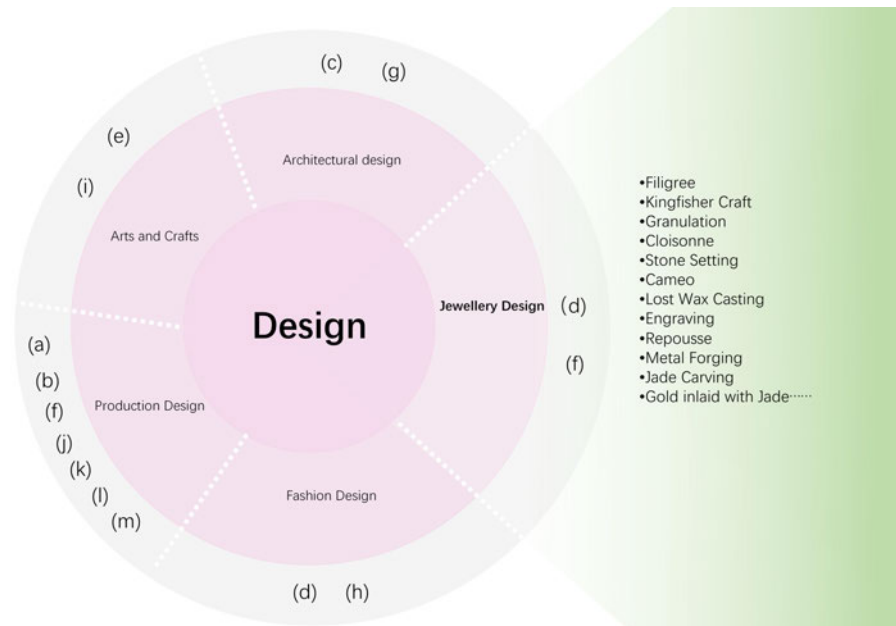 (c)
(g)
(e)
Architectural design
(i)
Arts and Crafts
Design
Jewellery Design
(d)
(f)
(a)
(b)
(f)
(j)
(k)
(l)
(m)
Production Design
Fashion Design
(d)
(h)
•Filigree
•Kingfisher Craft
•Granulation
•Cloisonne
•Stone Setting
•Cameo
•Lost Wax Casting
•Engraving
•Repousse
•Metal Forging
•Jade Carving
•Gold inlaid with Jade······